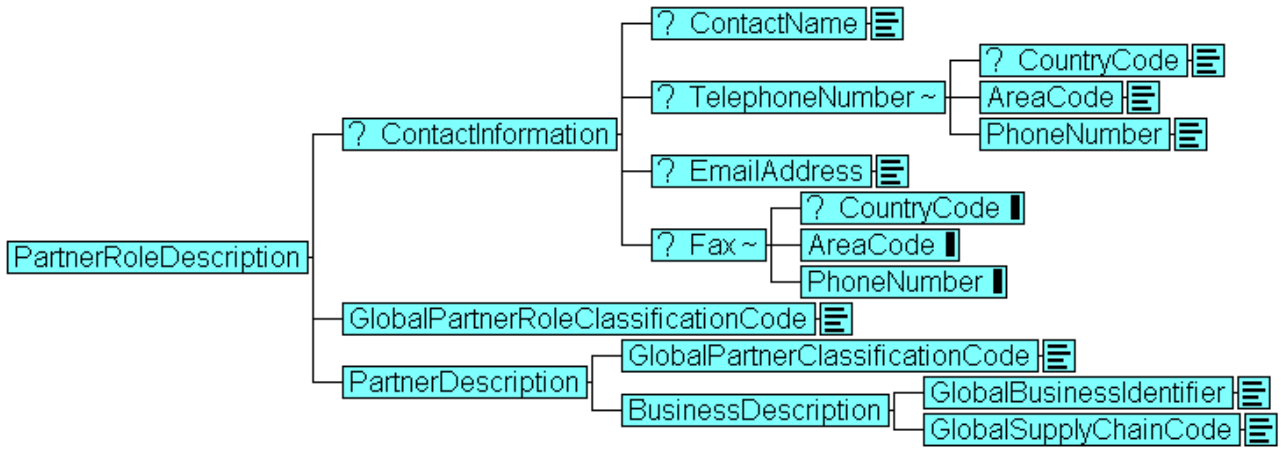 ? ContactName
? CountryCode
? TelephoneNumber ~
AreaCode
? ContactInformation
PhoneNumber
? EmailAddress
? CountryCode
? Fax ~
AreaCode
PartnerRoleDescription
PhoneNumber
GlobalPartnerRoleClassificationCode
GlobalPartnerClassificationCode
PartnerDescription
GlobalBusinessIdentifier
BusinessDescription
GlobalSupplyChainCode